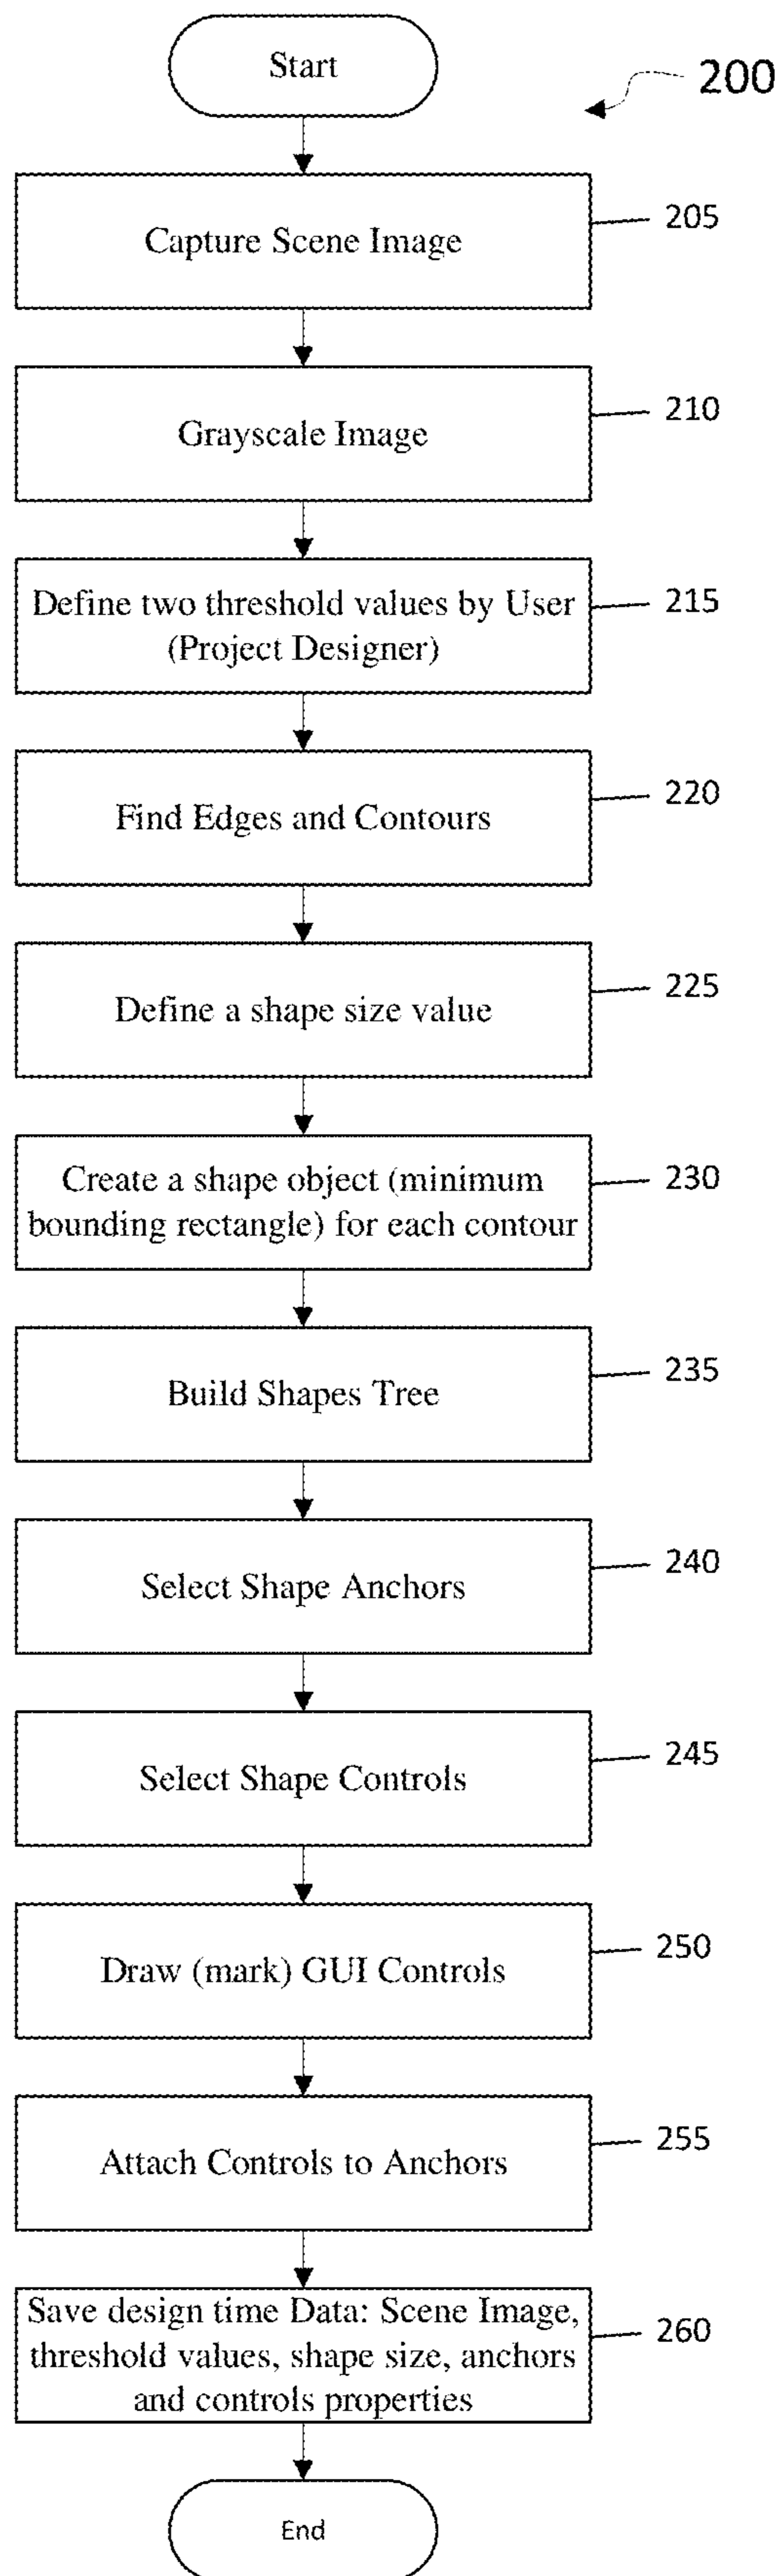 Start
200
Capture Scene Image
205
Grayscale Image
210
Define two threshold values by User
(Project Designer)
215
Find Edges and Contours
220
Define a shape size value
225
Create a shape object (minimum
bounding rectangle) for each contour
230
Build Shapes Tree
235
Select Shape Anchors
240
Select Shape Controls
245
Draw (mark) GUI Controls
250
Attach Controls to Anchors
255
Save design time Data: Scene Image,
threshold values, shape size, anchors
and controls properties
260
End